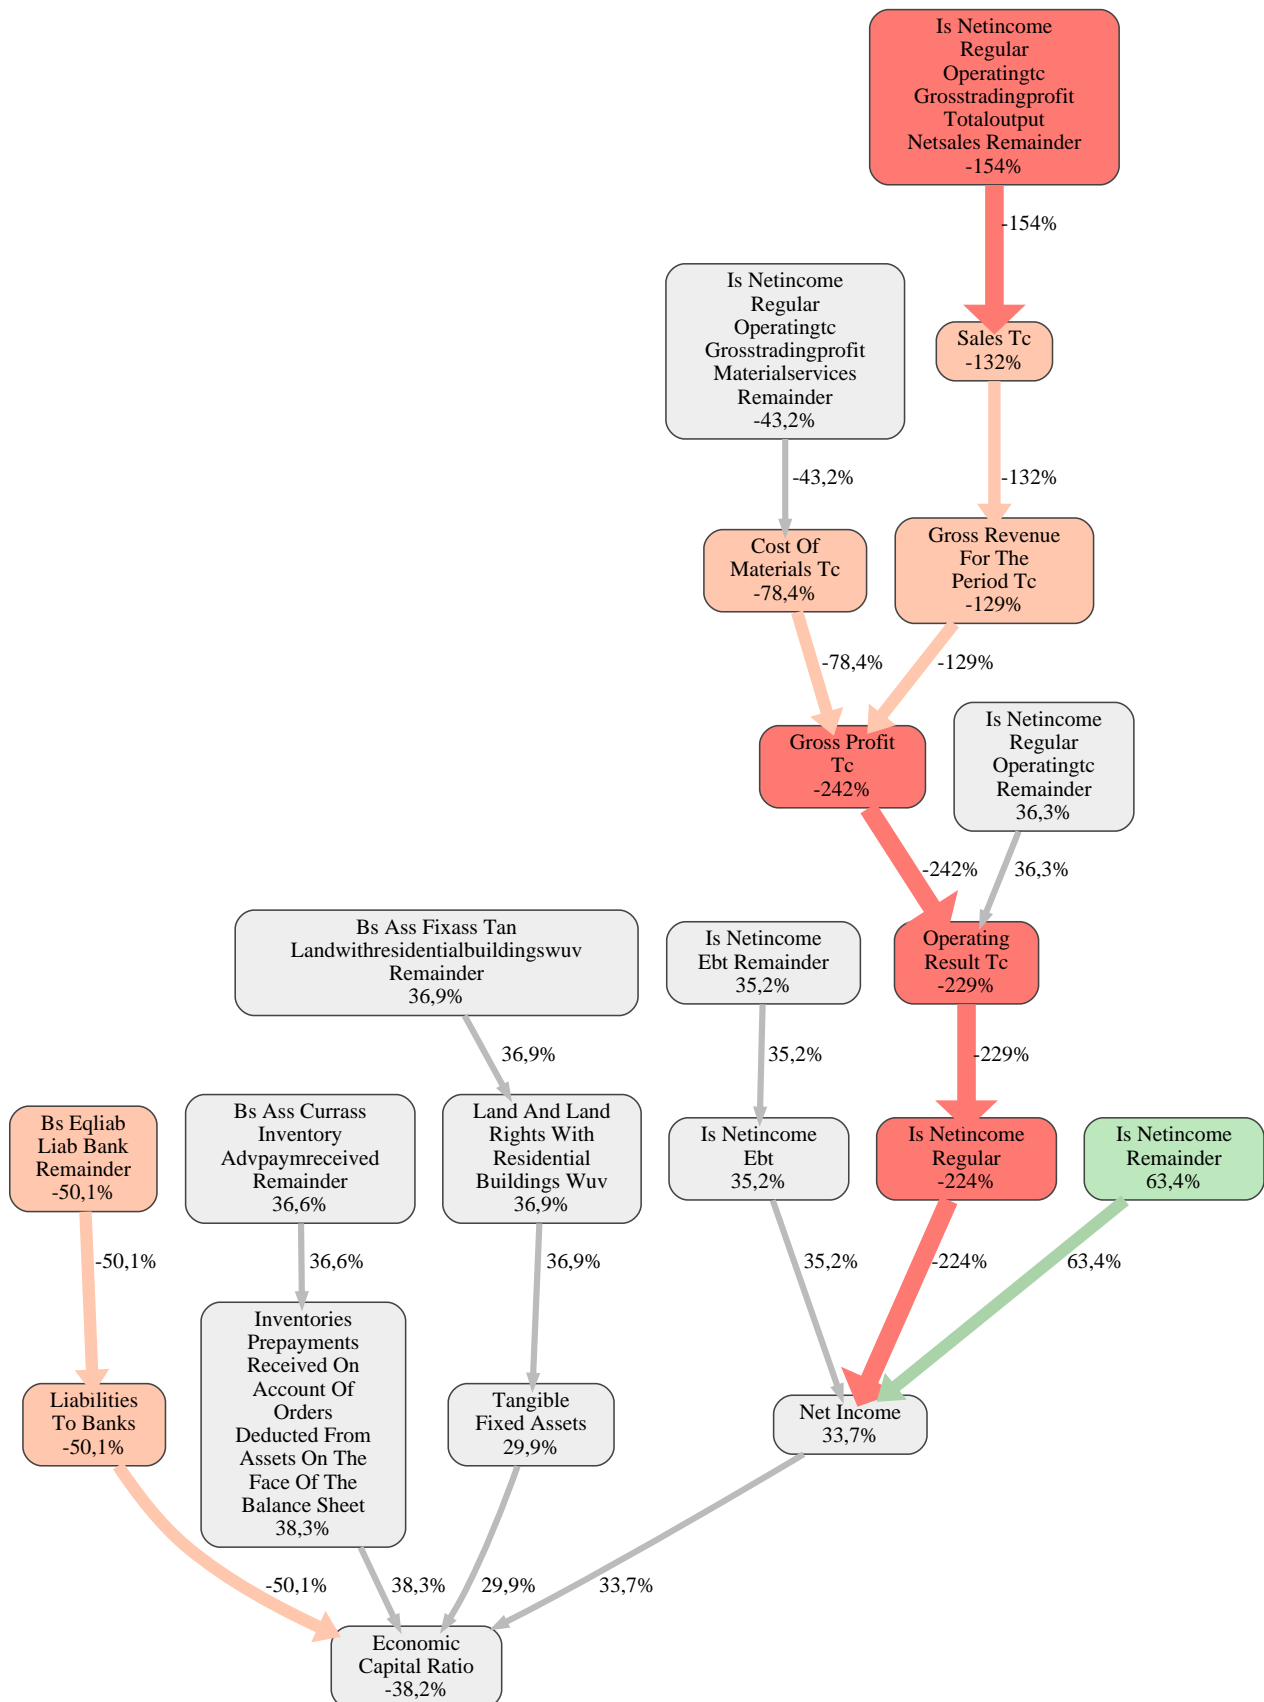 Is Netincome
Regular
Operatingtc
Grosstradingprofit
Totaloutput
Netsales Remainder
-154%
-154%
Is Netincome
Regular
Operatingtc
Grosstradingprofit
Materialservices
Remainder
-43,2%
Sales Tc
-132%
-43,2%
-132%
Cost Of
Materials Tc
-78,4%
Gross Revenue
For The
Period Tc
-129%
-78,4%
-129%
Gross Profit
Tc
-242%
Is Netincome
Regular
Operatingtc
Remainder
36,3%
-242%
36,3%
Bs Ass Fixass Tan
Landwithresidentialbuildingswuv
Remainder
36,9%
Is Netincome
Ebt Remainder
35,2%
Operating
Result Tc
-229%
36,9%
35,2%
-229%
Bs Eqliab
Liab Bank
Remainder
-50,1%
Bs Ass Currass
Inventory
Advpaymreceived
Remainder
36,6%
Land And Land
Rights With
Residential
Buildings Wuv
36,9%
Is Netincome
Ebt
35,2%
Is Netincome
Regular
-224%
Is Netincome
Remainder
63,4%
-50,1%
36,6%
36,9%
35,2%
-224%
63,4%
Liabilities
To Banks
-50,1%
Inventories
Prepayments
Received On
Account Of
Orders
Deducted From
Assets On The
Face Of The
Balance Sheet
38,3%
Tangible
Fixed Assets
29,9%
Net Income
33,7%
-50,1%
38,3%
29,9%
33,7%
Economic
Capital Ratio
-38,2%